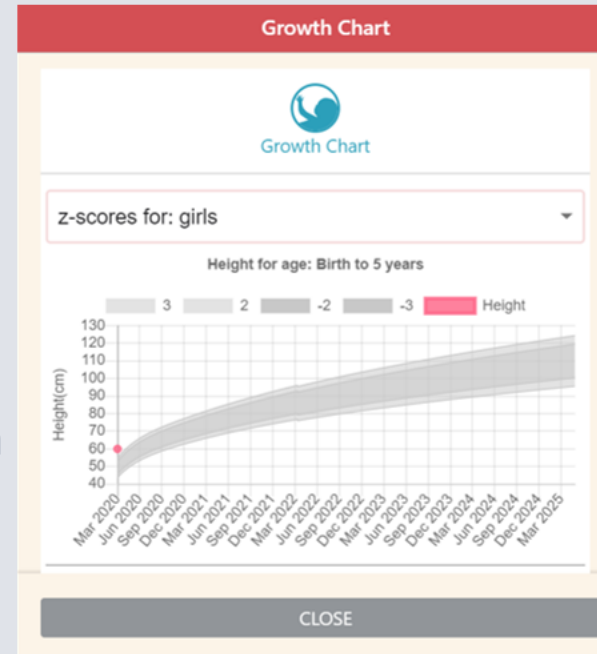 Growth Chart
Growth Chart
z-scores for: girls
Height for age: Birth to 5 years
3 2 -2 -3 Height
130
120
110
100
90
80
70
60
50
40
Height(cm)
Mar 2020 Jun 2020 Sep 2020 Dec 2020 Mar 2021 Jun 2021 Sep 2021 Dec 2021 Mar 2022 Jun 2022 Sep 2022 Dec 2022 Mar 2023 Jun 2023 Sep 2023 Dec 2023 Mar 2024 Jun 2024 Sep 2024 Dec 2024 Mar 2025
CLOSE